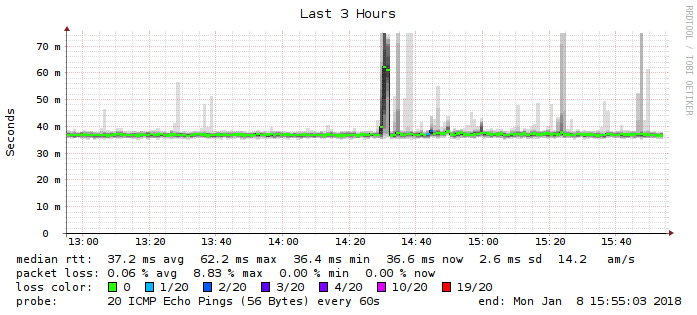 Last 3 Hours
RRDTOOL / TOBI OETIKER
Seconds
70 m
60 m
50 m
40 m
30 m
20 m
10 m
0
13:00 13:20 13:40 14:00 14:20 14:40 15:00 15:20 15:40
median rtt: 37.2 ms avg 62.2 ms max 36.4 ms min 36.6 ms now 2.6 ms sd 14.2 am/s
packet loss: 0.06 % avg 8.83 % max 0.00 % min 0.00 % now
loss color: 0 1/20 2/20 3/20 4/20 10/20 19/20
probe: 20 ICMP Echo Pings (56 Bytes) every 60s end: Mon Jan 8 15:55:03 2018